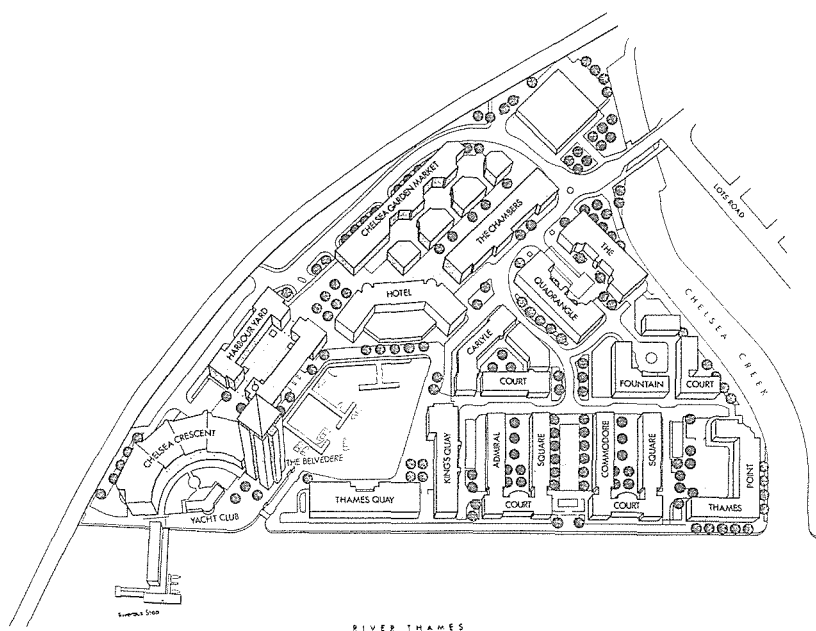 CHELSEA GARDEN MARKET
THE CHAMBERS
LOTS ROAD
THE
QUADRANGLE
HOTEL
HARBOUR YARD
CHELSEA CREEK
CARLYLE
COURT
FOUNTAIN
COURT
CHELSEA CRESCENT
THE BELVEDERE
KING'S QUAY
ADMIRAL
SQUARE
COMMODORE
SQUARE
POINT
THAMES QUAY
COURT
COURT
THAMES
YACHT CLUB
RIVER THAMES